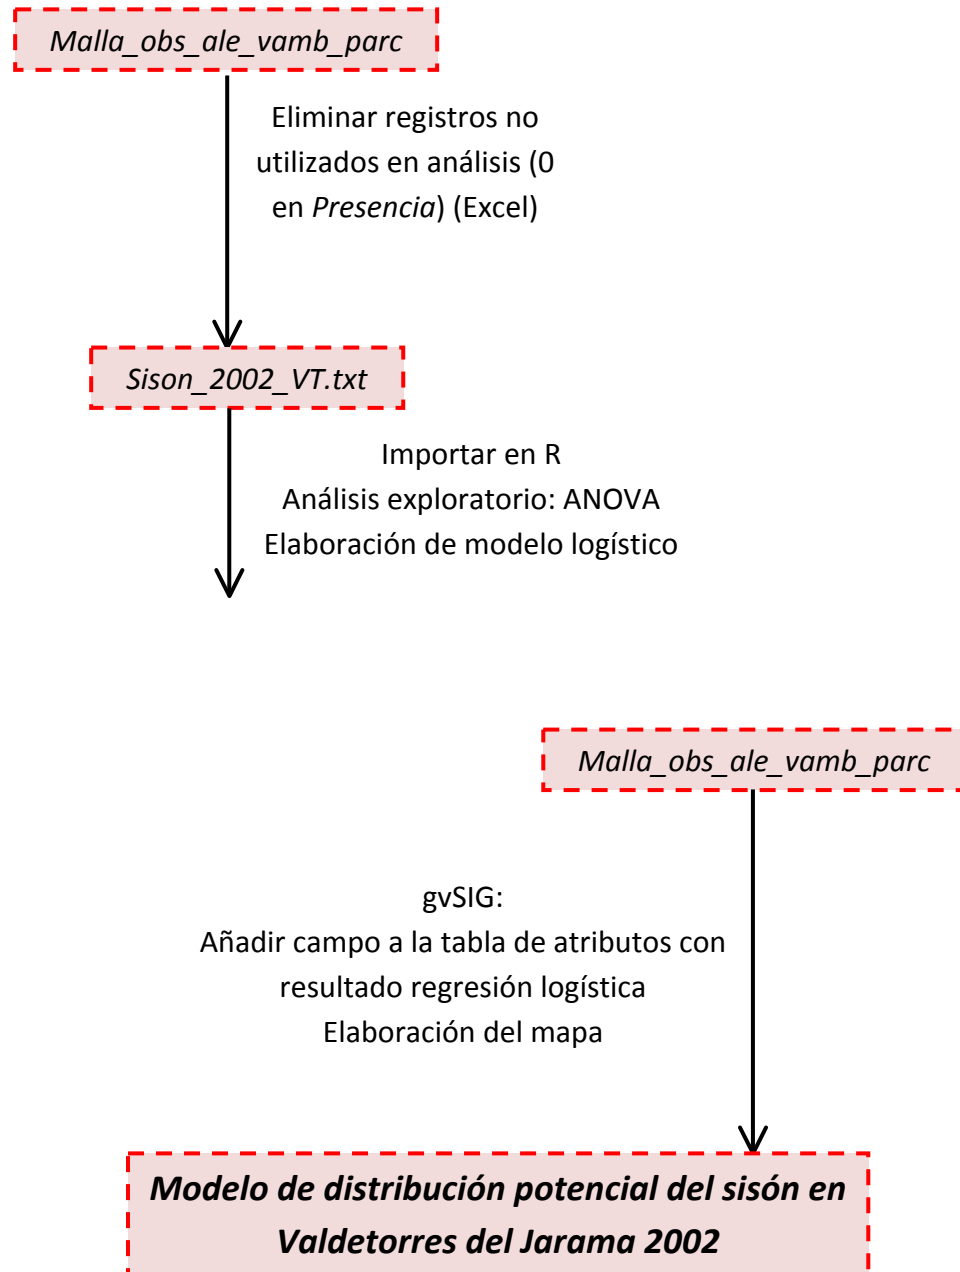 Malla_obs_ale_vamb_parc
Eliminar registros no
utilizados en análisis (0
en Presencia) (Excel)
Sison_2002_VT.txt
Importar en R
Análisis exploratorio: ANOVA
Elaboración de modelo logístico
Malla_obs_ale_vamb_parc
gvSIG:
Añadir campo a la tabla de atributos con
resultado regresión logística
Elaboración del mapa
Modelo de distribución potencial del sisón en
Valdetorres del Jarama 2002